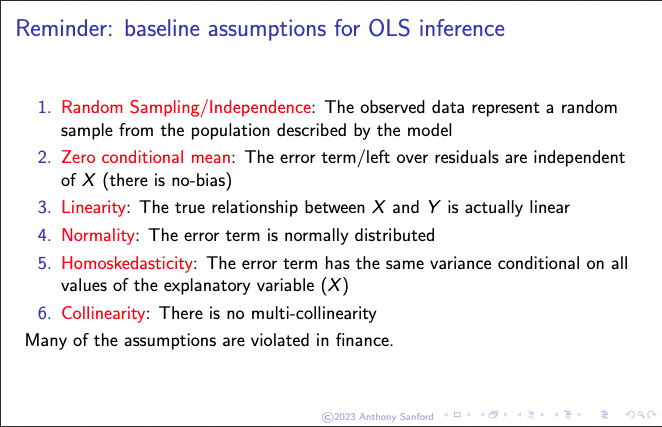 Reminder: baseline assumptions for OLS inference
1. Random Sampling/Independence: The observed data represent a random
sample from the population described by the model
2. Zero conditional mean: The error term/left over residuals are independent
of X (there is no-bias)
3. Linearity: The true relationship between X and Y is actually linear
4. Normality: The error term is normally distributed
5. Homoskedasticity: The error term has the same variance conditional on all
values of the explanatory variable (X)
6. Collinearity: There is no multi-collinearity
Many of the assumptions are violated in finance.
©2023 Anthony Sanford